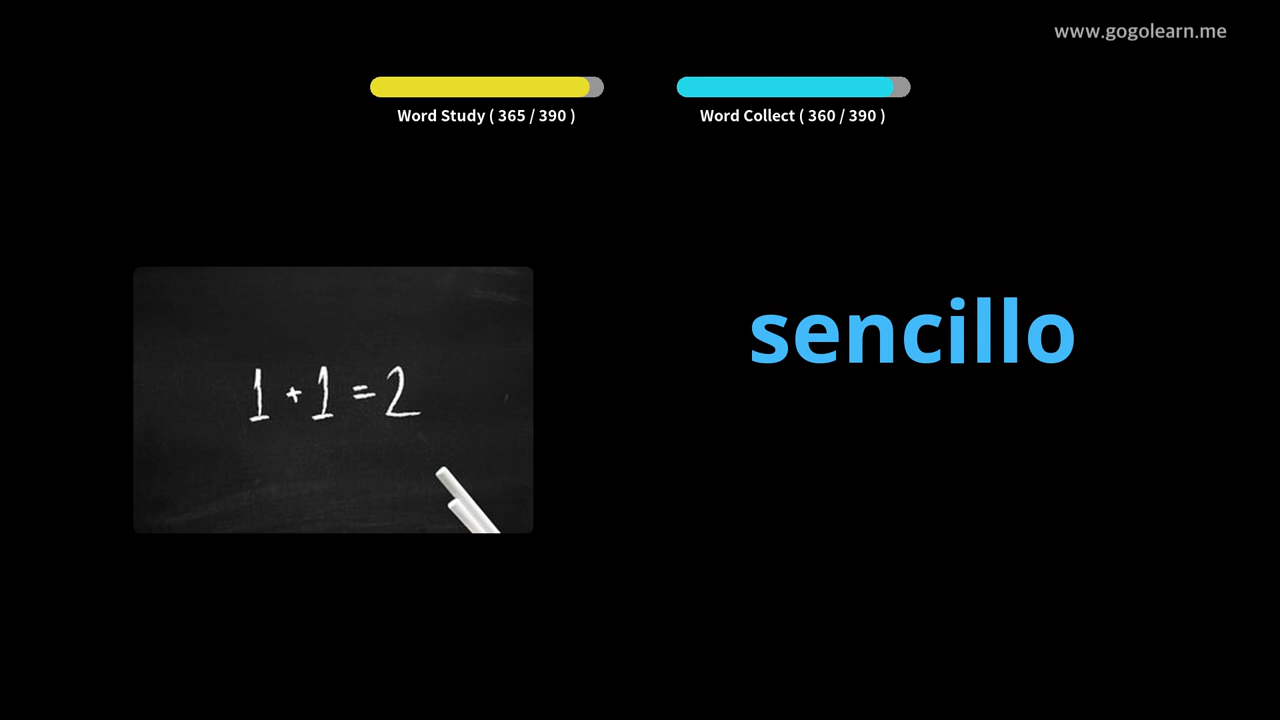 www.gogolearn.me
Word Study ( 365 / 390 )
Word Collect ( 360 / 390 )
sencillo
1 + 1 = 2